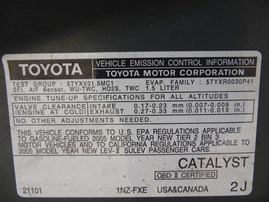 TOYOTA
VEHICLE EMISSION CONTROL INFORMATION
TOYOTA MOTOR CORPORATION
TEST GROUP : 5TYXV01.5MC1 EVAP. FAMILY : 5TYXR0030P41
SFI, A/F Sensor, WU-TWC, HO2S, TWC 1.5 LITER
ENGINE TUNE-UP SPECIFICATIONS FOR ALL ALTITUDES
VALVE CLEARANCE INTAKE 0.17-0.23 mm (0.007-0.009 in.)
(ENGINE AT COLD) EXHAUST 0.27-0.33 mm (0.011-0.013 in.)
NO OTHER ADJUSTMENTS NEEDED.
THIS VEHICLE CONFORMS TO U.S. EPA REGULATIONS APPLICABLE
TO GASOLINE-FUELED 2005 MODEL YEAR NEW TIER 2 BIN 3
MOTOR VEHICLES AND TO CALIFORNIA REGULATIONS APPLICABLE TO
2005 MODEL YEAR NEW LEV-II SULEV PASSENGER CARS.
CATALYST
OBD II CERTIFIED
21101 1NZ-FXE USA&CANADA 2J